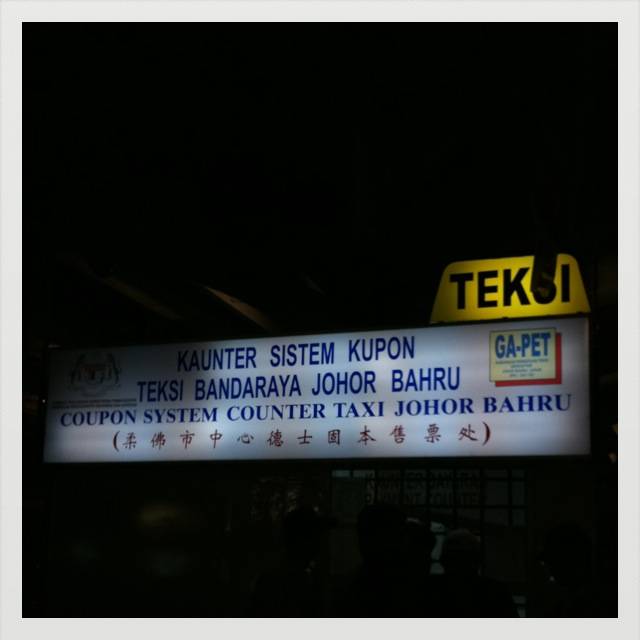 TEKSI
GA-PET
KAUNTER SISTEM KUPON
TEKSI BANDARAYA JOHOR BAHRU
COUPON SYSTEM COUNTER TAXI JOHOR BAHRU
(柔佛市中心德士固本售票处)